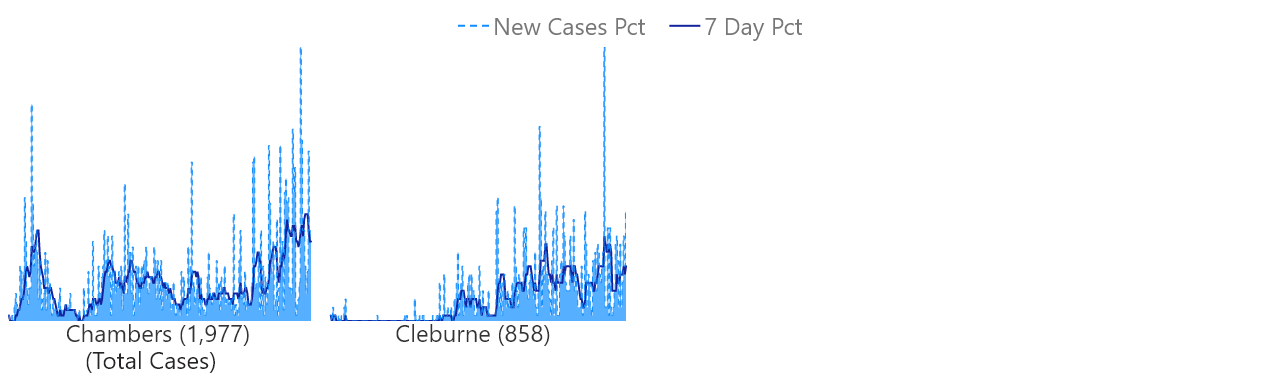 New Cases Pct 7 Day Pct
Chambers (1,977) Cleburne (858)
(Total Cases)